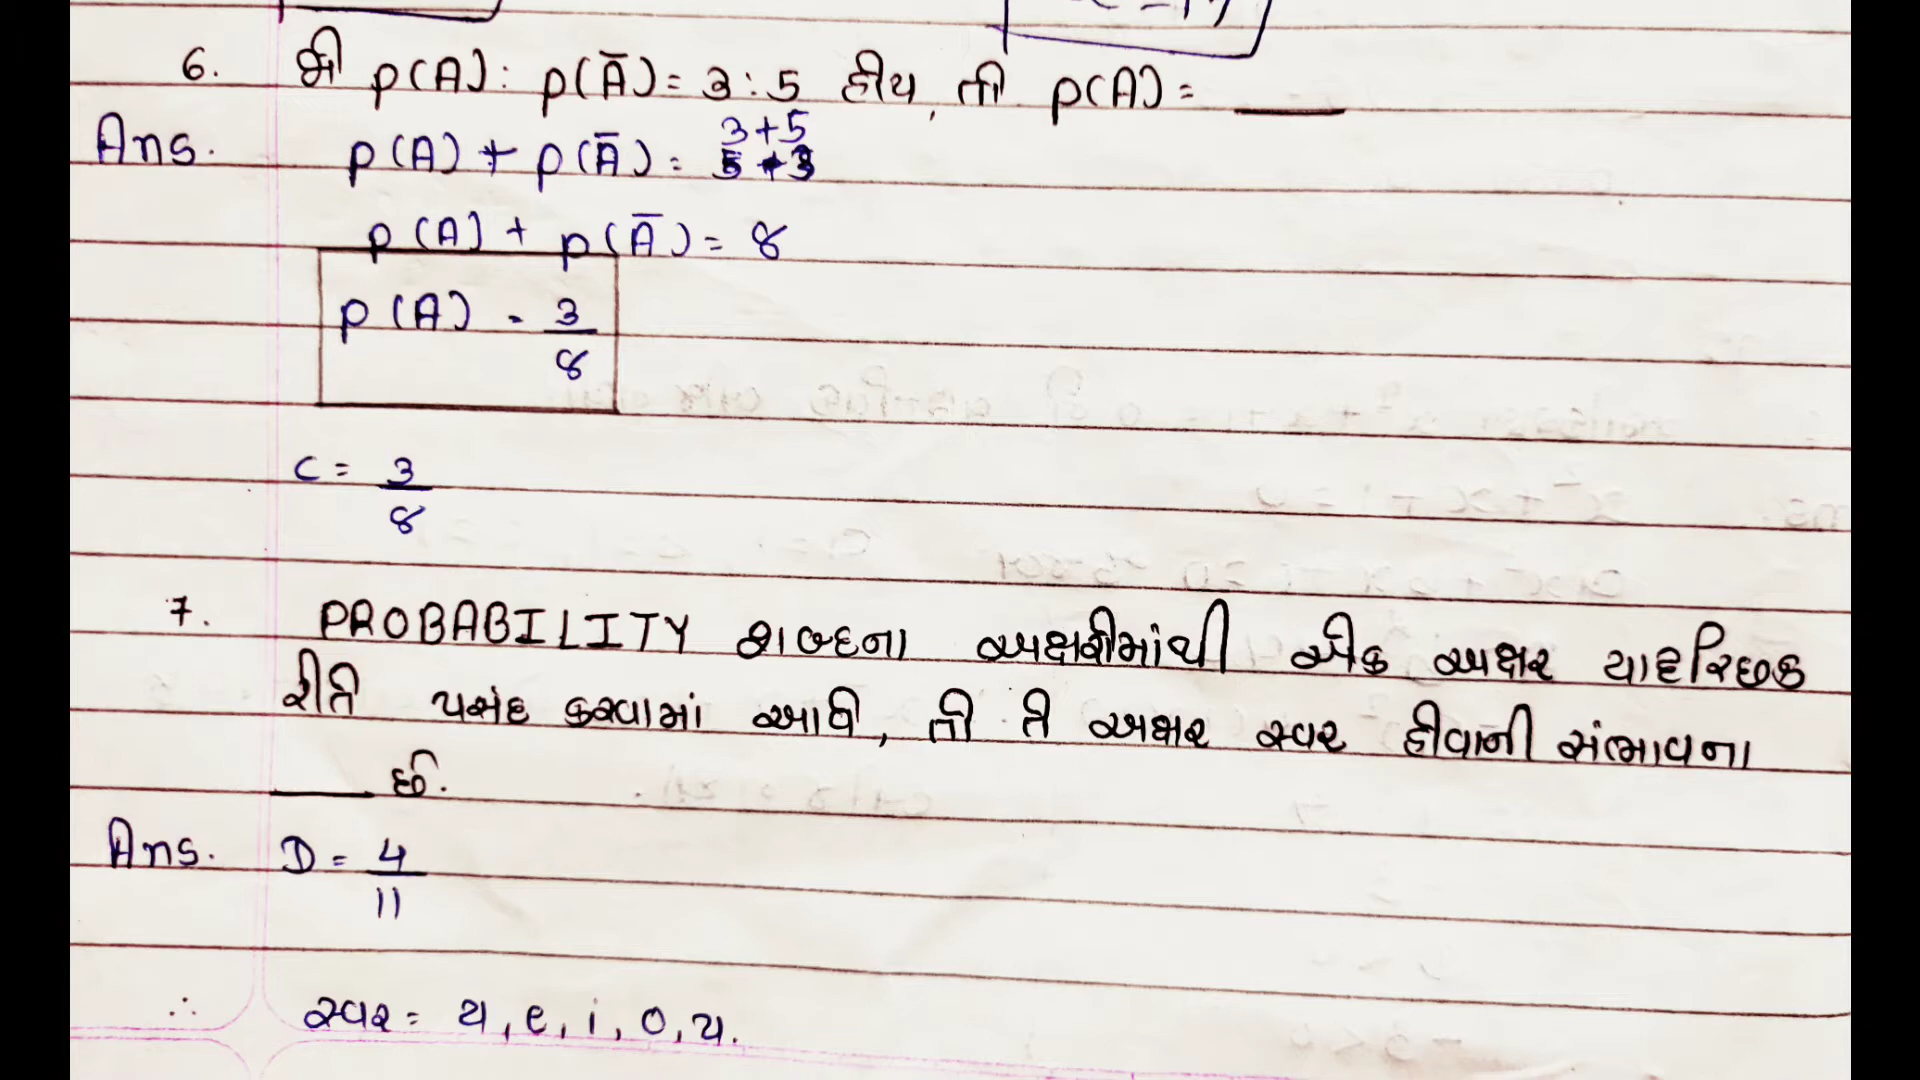 6. જો p(A): p(Ā)= 3:5 હોય, તો p(A)= ____
Ans. p(A) + p(Ā)= 3+5
p(A) + p(Ā)= 8
p(A) = 3/8
c = 3/8
7. PROBABILITY શબ્દના અક્ષરોમાંથી એક અક્ષર યાદૃચ્છિક
રીતે પસંદ કરવામાં આવે, તો તે અક્ષર સ્વર હોવાની સંભાવના
____ છે.
Ans. D = 4/11
∴ સ્વર = a, e, i, o, u.